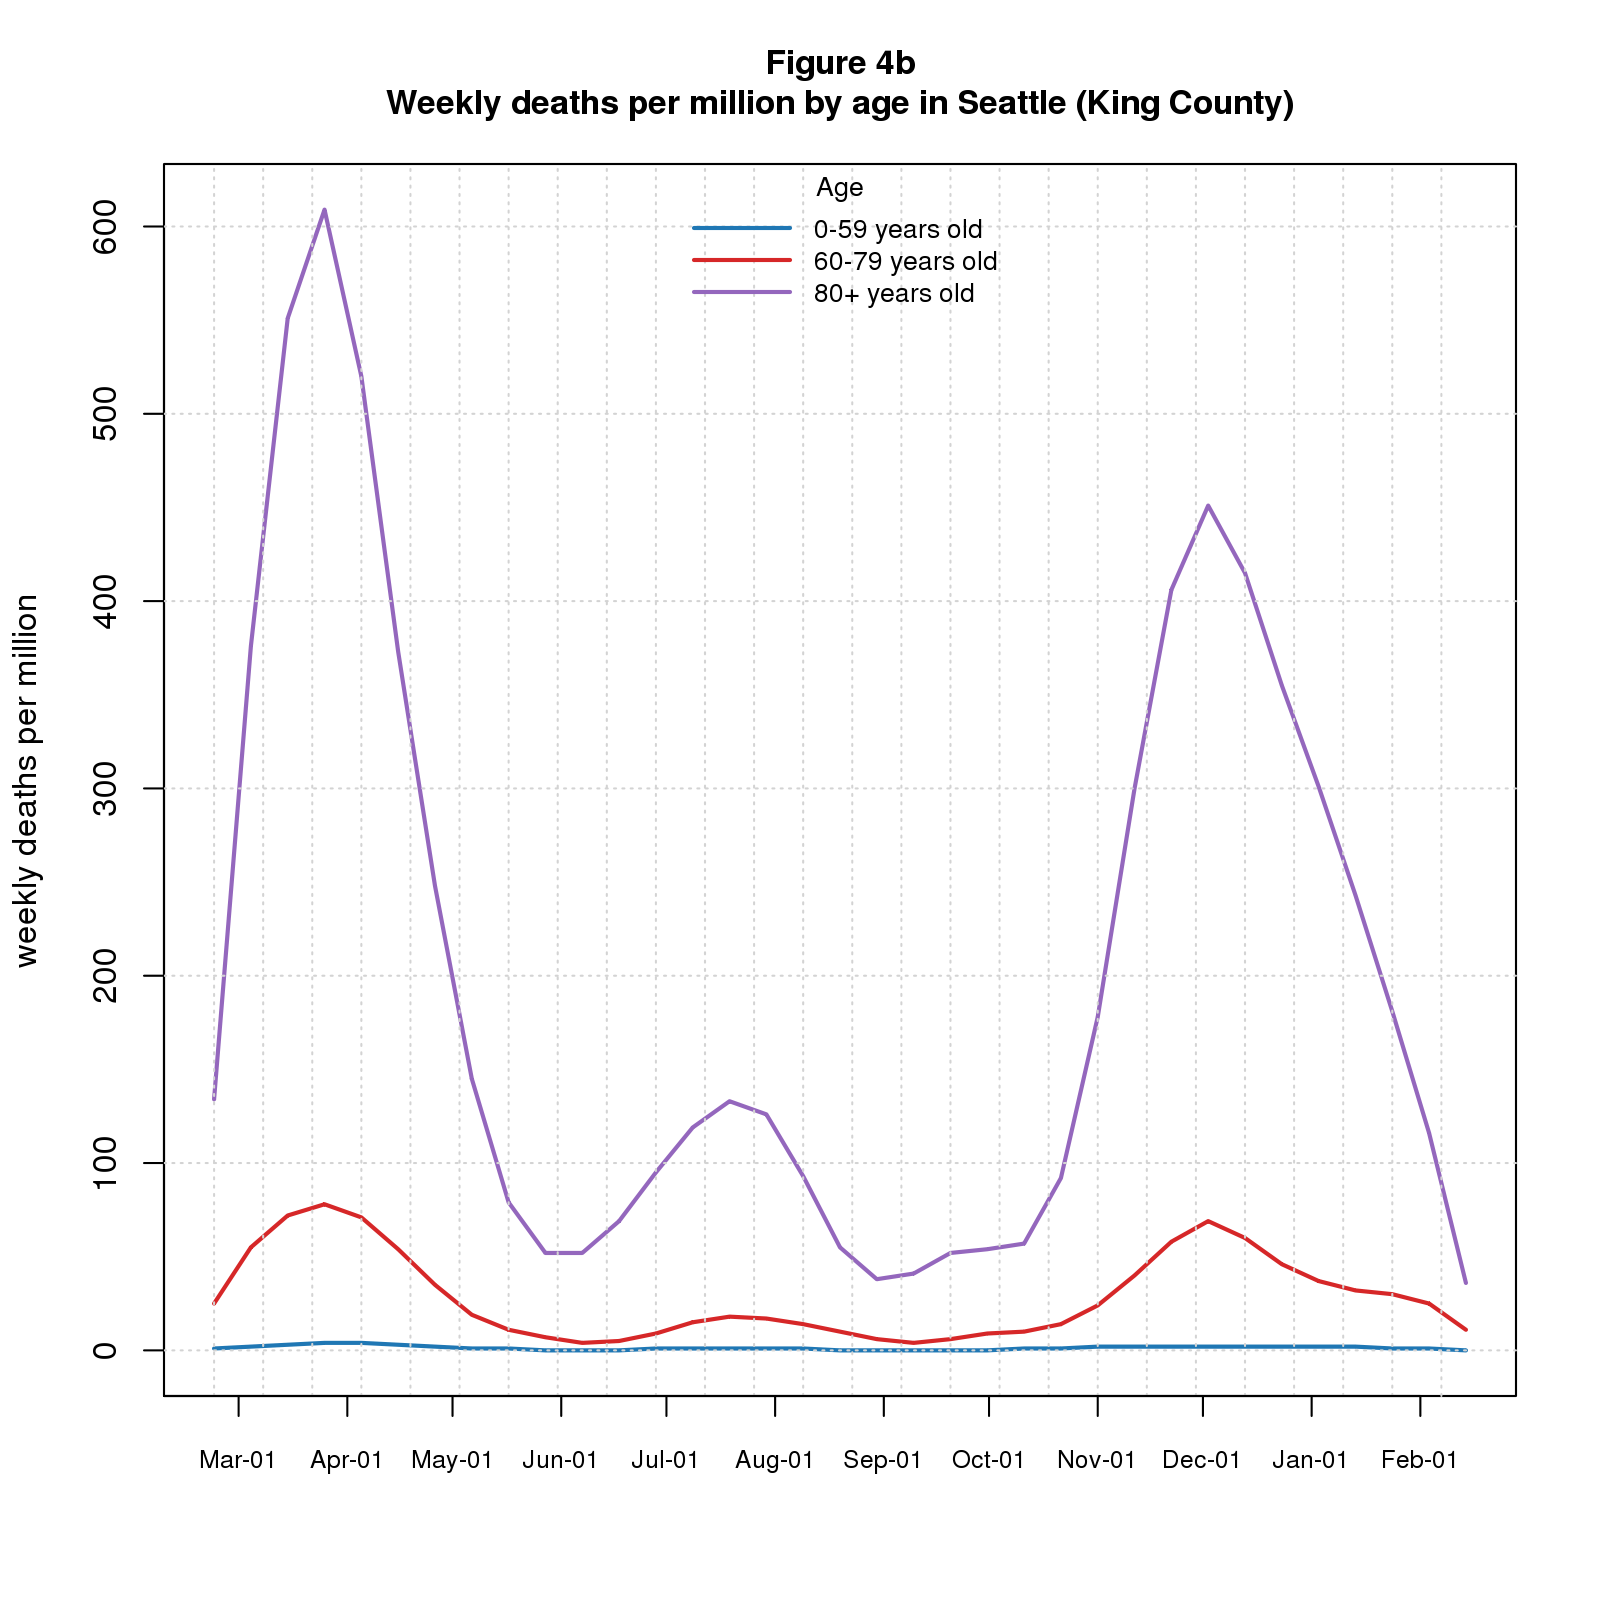 Figure 4b
Weekly deaths per million by age in Seattle (King County)
Age
0-59 years old
60-79 years old
80+ years old
weekly deaths per million
600
500
400
300
200
100
0
Mar-01 Apr-01 May-01 Jun-01 Jul-01 Aug-01 Sep-01 Oct-01 Nov-01 Dec-01 Jan-01 Feb-01